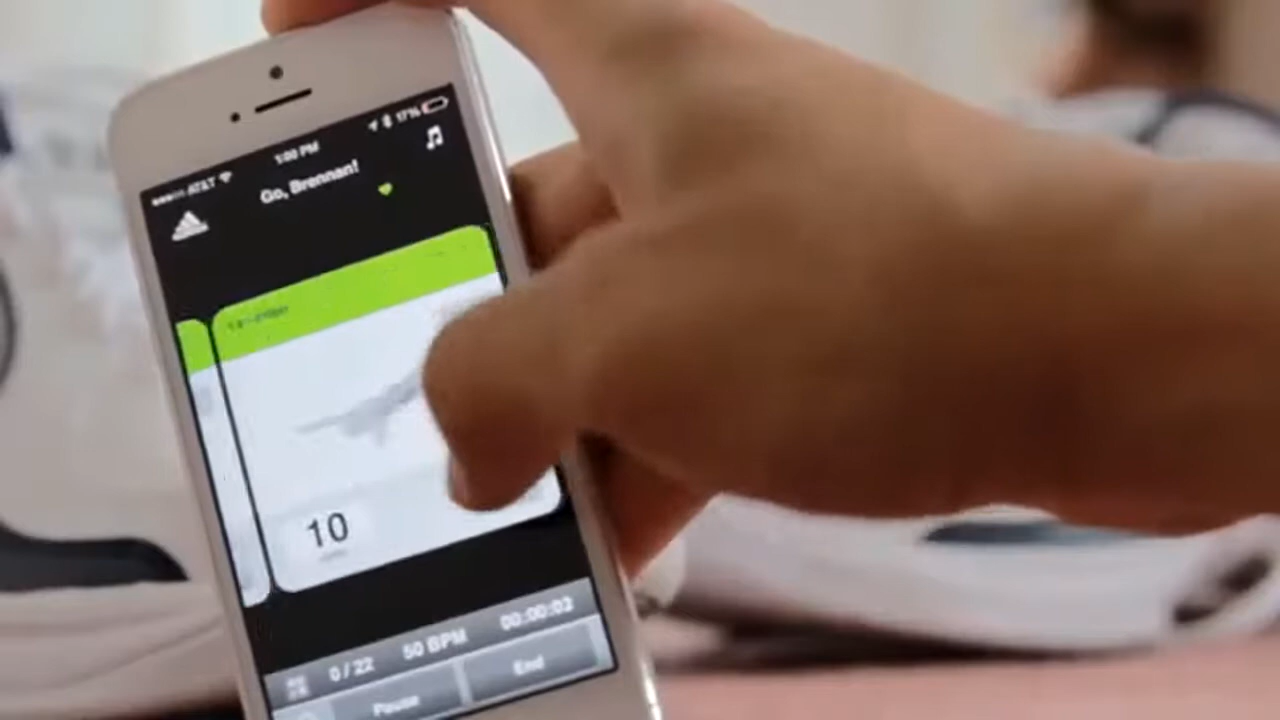 AT&T 1:00 PM 17%
Go, Brennan!
10
0 / 22 50 BPM 00:00:03
Pause End